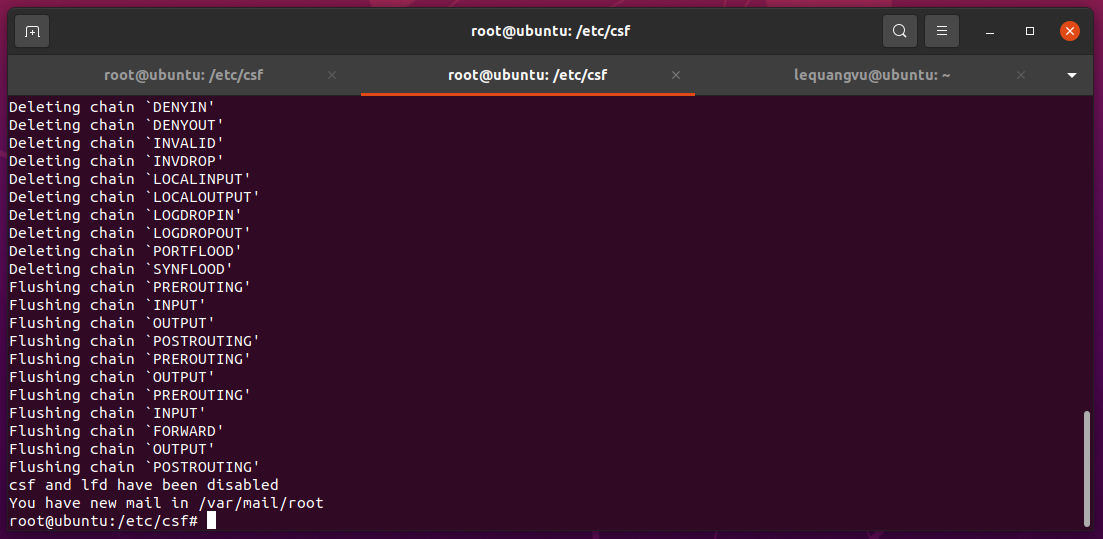 root@ubuntu: /etc/csf
root@ubuntu: /etc/csf
root@ubuntu: /etc/csf
lequangvu@ubuntu: ~
Deleting chain `DENYIN'
Deleting chain `DENYOUT'
Deleting chain `INVALID'
Deleting chain `INVDROP'
Deleting chain `LOCALINPUT'
Deleting chain `LOCALOUTPUT'
Deleting chain `LOGDROPIN'
Deleting chain `LOGDROPOUT'
Deleting chain `PORTFLOOD'
Deleting chain `SYNFLOOD'
Flushing chain `PREROUTING'
Flushing chain `INPUT'
Flushing chain `OUTPUT'
Flushing chain `POSTROUTING'
Flushing chain `PREROUTING'
Flushing chain `OUTPUT'
Flushing chain `PREROUTING'
Flushing chain `INPUT'
Flushing chain `FORWARD'
Flushing chain `OUTPUT'
Flushing chain `POSTROUTING'
csf and lfd have been disabled
You have new mail in /var/mail/root
root@ubuntu:/etc/csf#